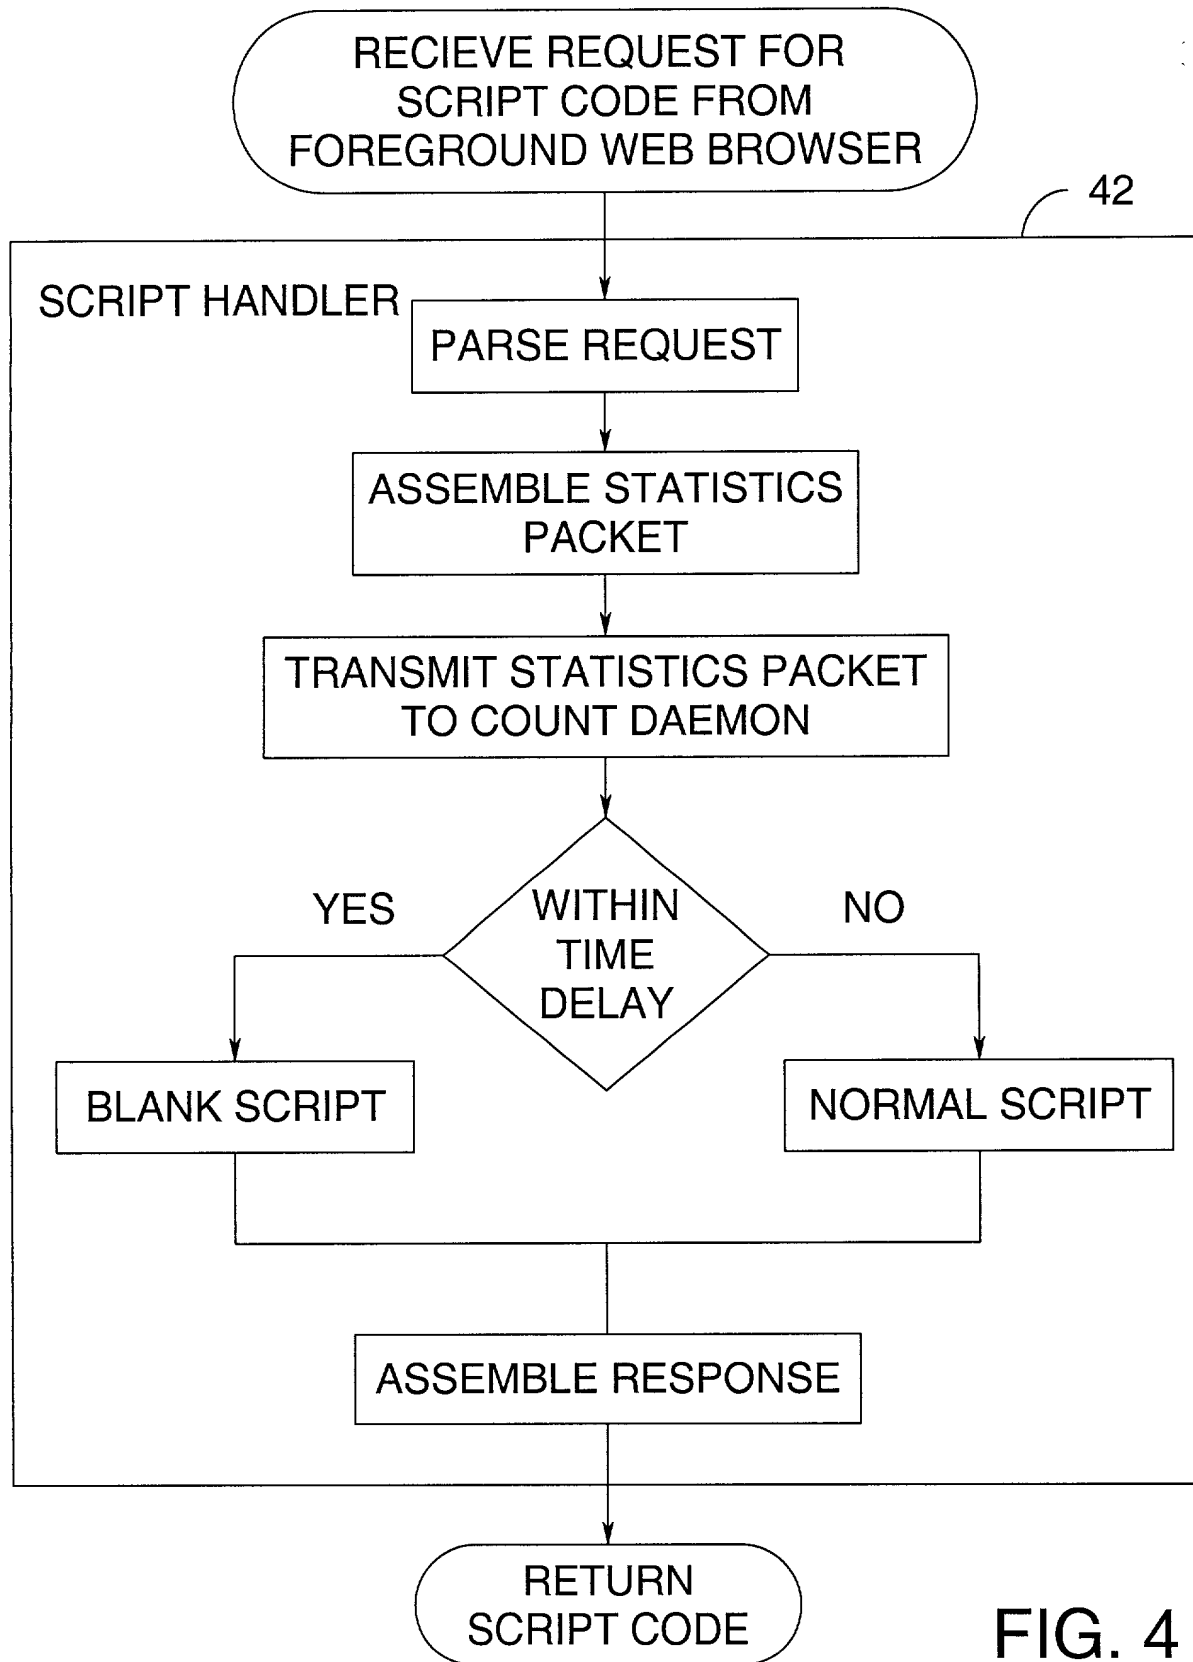 RECIEVE REQUEST FOR
SCRIPT CODE FROM
FOREGROUND WEB BROWSER
42
SCRIPT HANDLER
PARSE REQUEST
ASSEMBLE STATISTICS
PACKET
TRANSMIT STATISTICS PACKET
TO COUNT DAEMON
YES
WITHIN
TIME
DELAY
NO
BLANK SCRIPT
NORMAL SCRIPT
ASSEMBLE RESPONSE
RETURN
SCRIPT CODE
FIG. 4